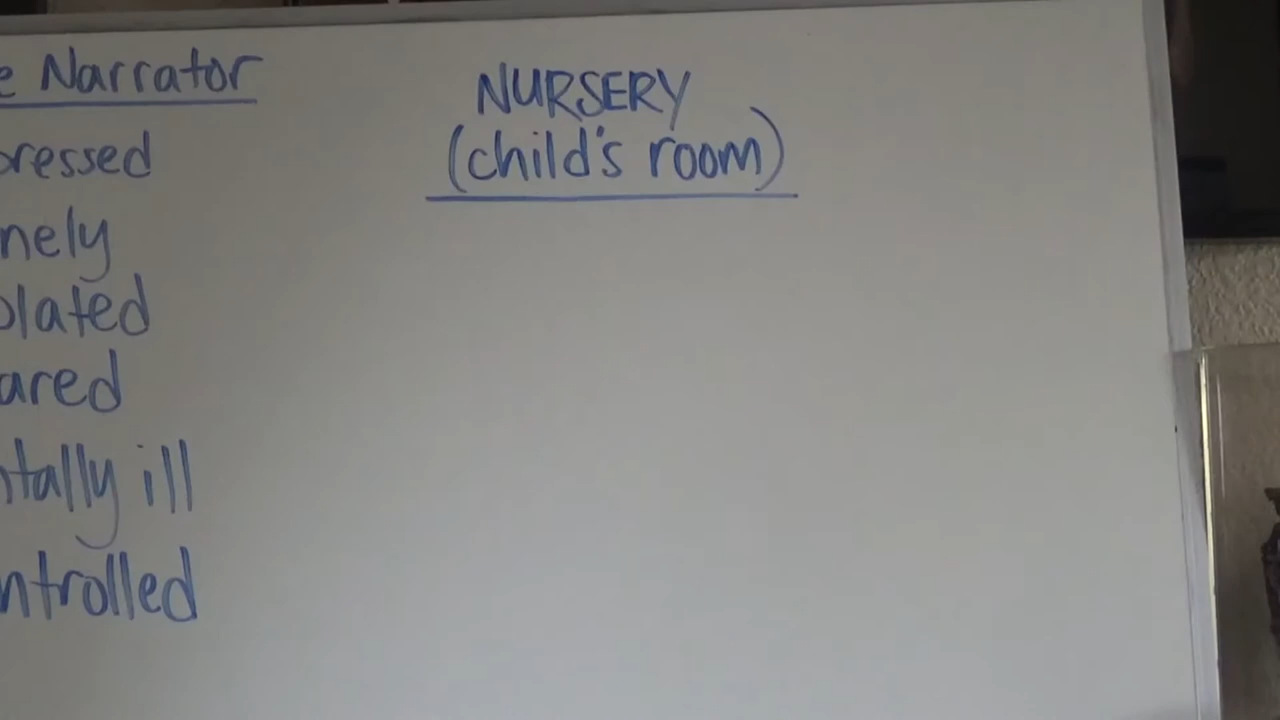 e Narrator
ressed
nely
olated
ared
tally ill
ntrolled
NURSERY
(child's room)